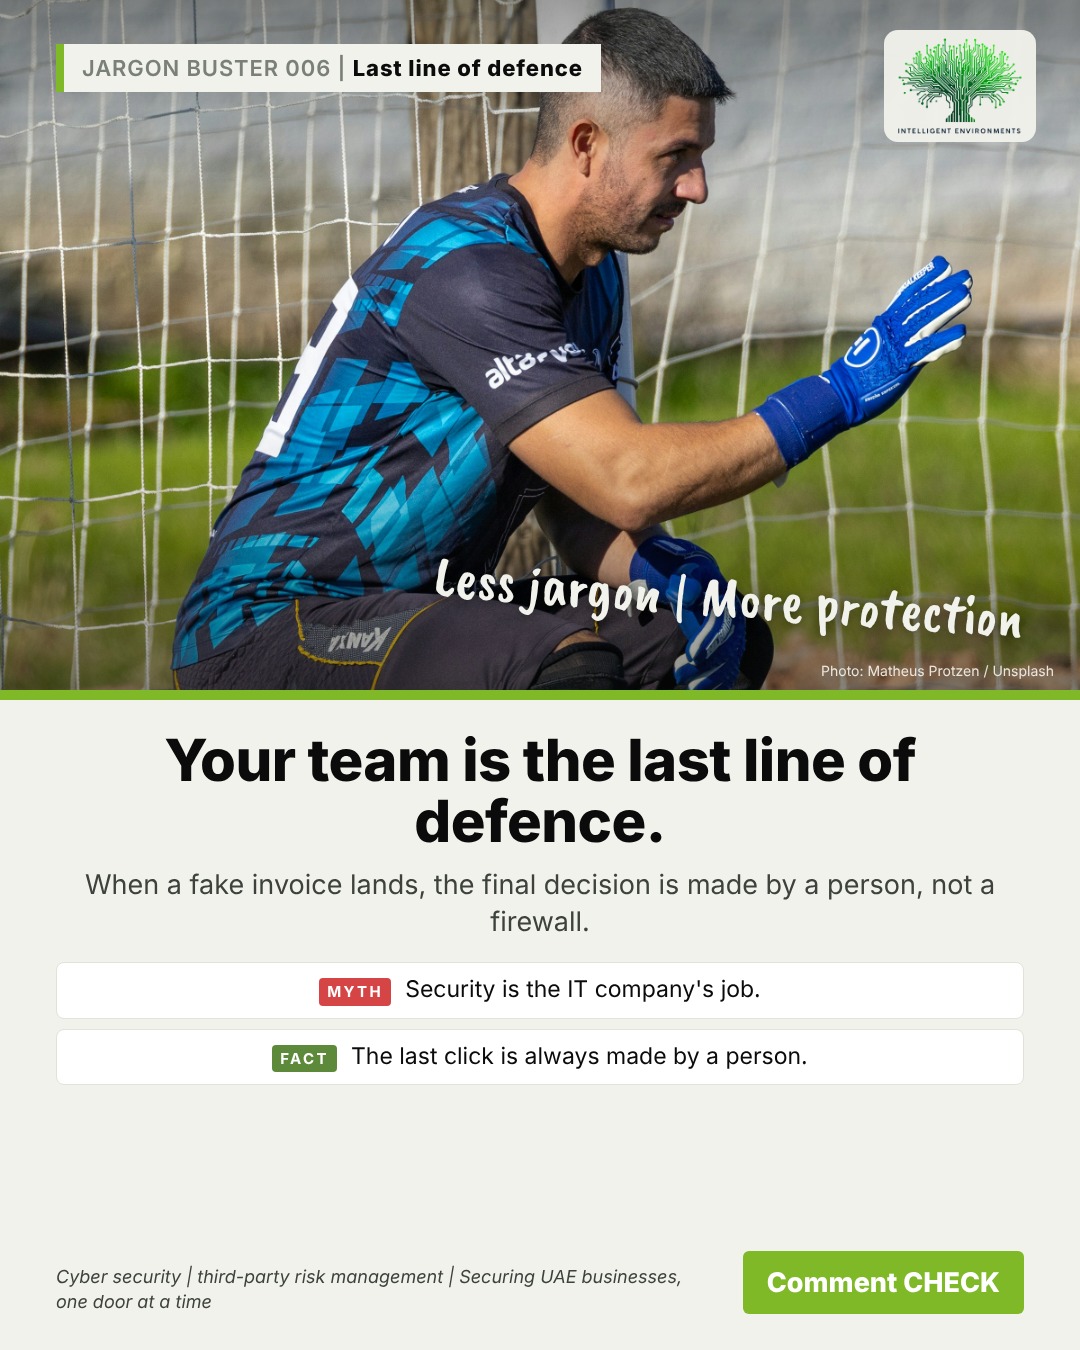 JARGON BUSTER 006 | Last line of defence
INTELLIGENT ENVIRONMENTS
KANYA
Less jargon | More protection
Photo: Matheus Protzen / Unsplash
Your team is the last line of
defence.
When a fake invoice lands, the final decision is made by a person, not a
firewall.
MYTH Security is the IT company's job.
FACT The last click is always made by a person.
Cyber security | third-party risk management | Securing UAE businesses,
one door at a time
Comment CHECK